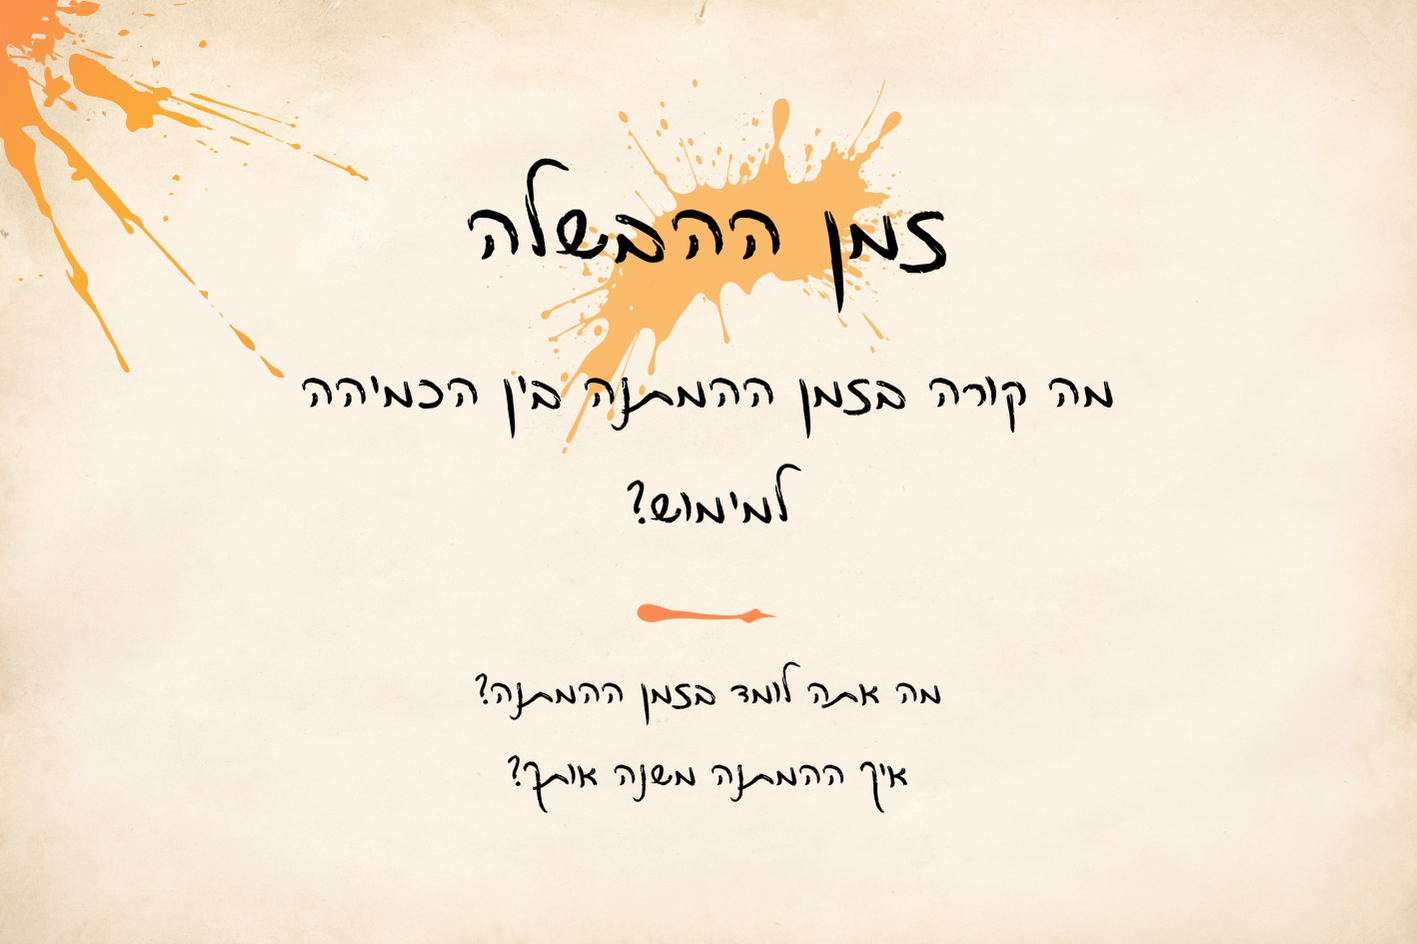 זמן ההבשלה
מה קורה בזמן ההמתנה בין הכמיהה
למימוש?
מה אתה לומד בזמן ההמתנה?
איך ההמתנה משנה אותך?